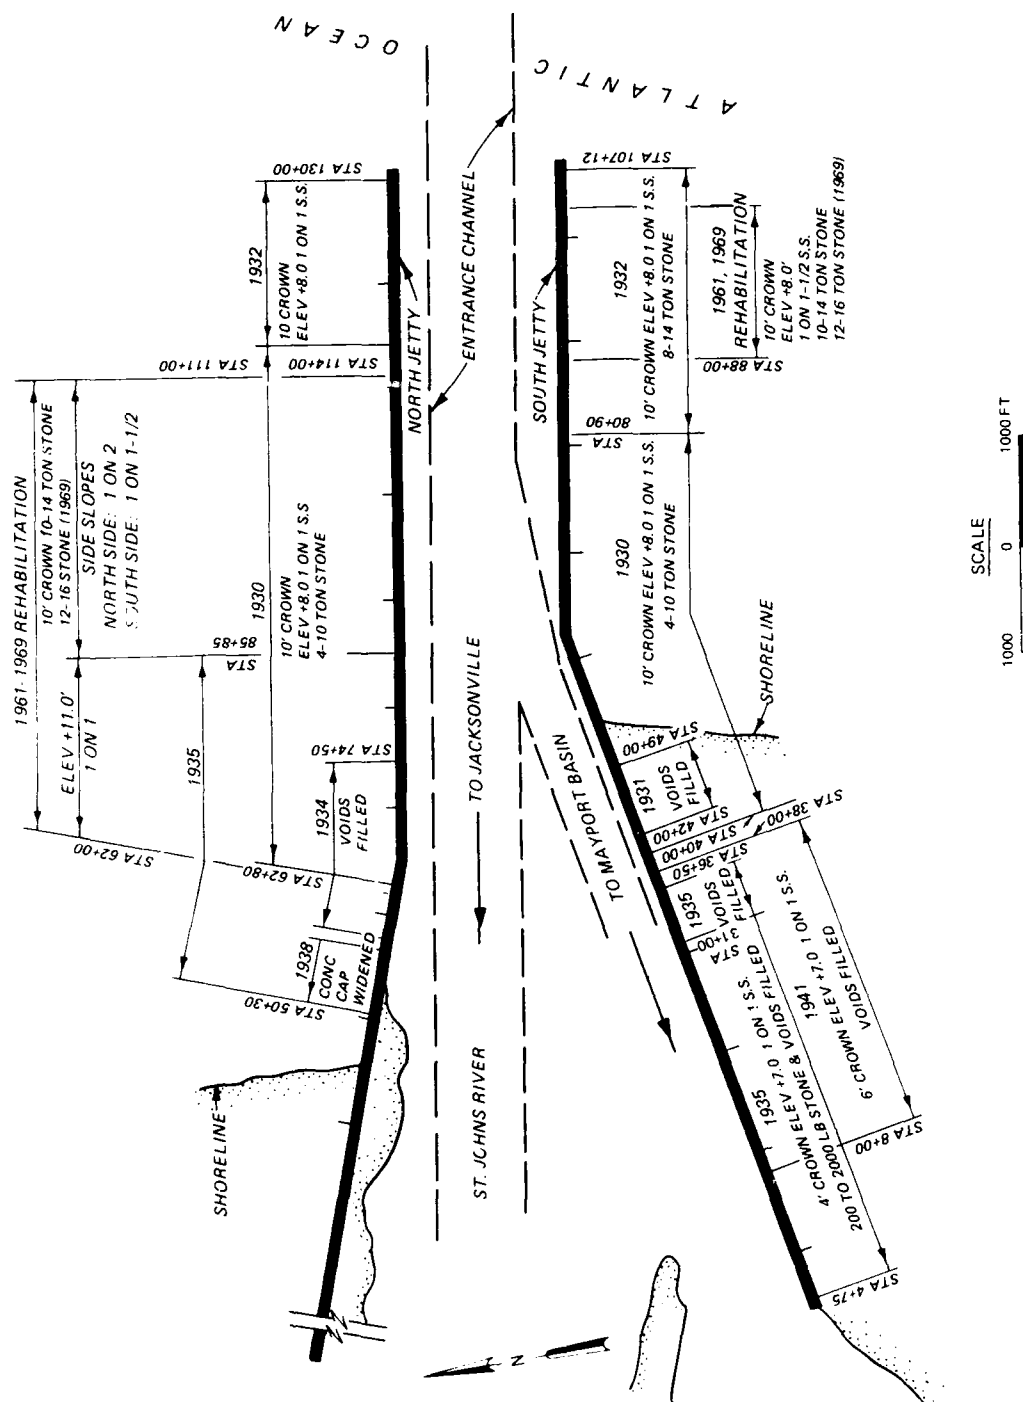 OCEAN
ATLANTIC
STA 130+00
1932
10 CROWN
ELEV +8.0 1 ON 1 S.S.
STA 114+00
STA 111+00
NORTH JETTY
ENTRANCE CHANNEL
SOUTH JETTY
STA 107+12
1932
10' CROWN ELEV +8.0 1 ON 1 S.S.
8-14 TON STONE
1961, 1969
REHABILITATION
10' CROWN
ELEV +8.0'
1 ON 1-1/2 S.S.
10-14 TON STONE
12-16 TON STONE (1969)
STA 88+00
STA
80+90
1961-1969 REHABILITATION
10' CROWN 10-14 TON STONE
12-16 STONE (1969)
SIDE SLOPES
NORTH SIDE: 1 ON 2
SOUTH SIDE: 1 ON 1-1/2
STA
85+85
ELEV +11.0'
1 ON 1
1935
STA 62+00
1930
10' CROWN
ELEV +8.0 1 ON 1 S.S
4-10 TON STONE
STA 74+50
1934
VOIDS
FILLED
STA 62+80
1938
CONC
CAP
WIDENED
STA 50+30
SHORELINE
TO JACKSONVILLE
ST. JOHNS RIVER
TO MAYPORT BASIN
1930
10' CROWN ELEV +8.0 1 ON 1 S.S.
4-10 TON STONE
SHORELINE
STA 49+00
1931
VOIDS
FILLD
STA 42+00
STA 40+00
STA 38+00
STA 36+50
1935
VOIDS
FILLED
STA
31+00
1935
4' CROWN ELEV +7.0 1 ON 1 S.S.
200 TO 2000 LB STONE & VOIDS FILLED
1941
6' CROWN ELEV +7.0 1 ON 1 S.S.
VOIDS FILLED
STA 8+00
STA 4+75
N
SCALE
1000 0 1000 FT